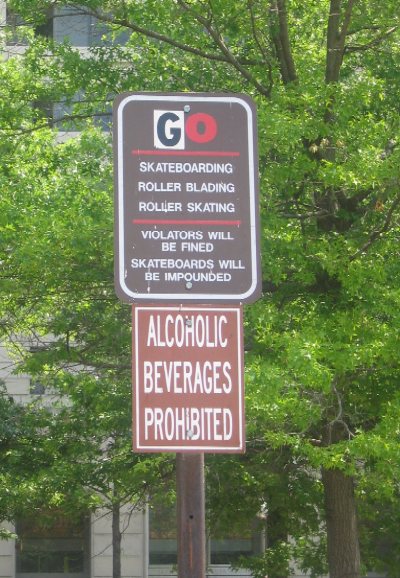 GO
SKATEBOARDING
ROLLER BLADING
ROLLER SKATING
VIOLATORS WILL
BE FINED
SKATEBOARDS WILL
BE IMPOUNDED
ALCOHOLIC
BEVERAGES
PROHIBITED